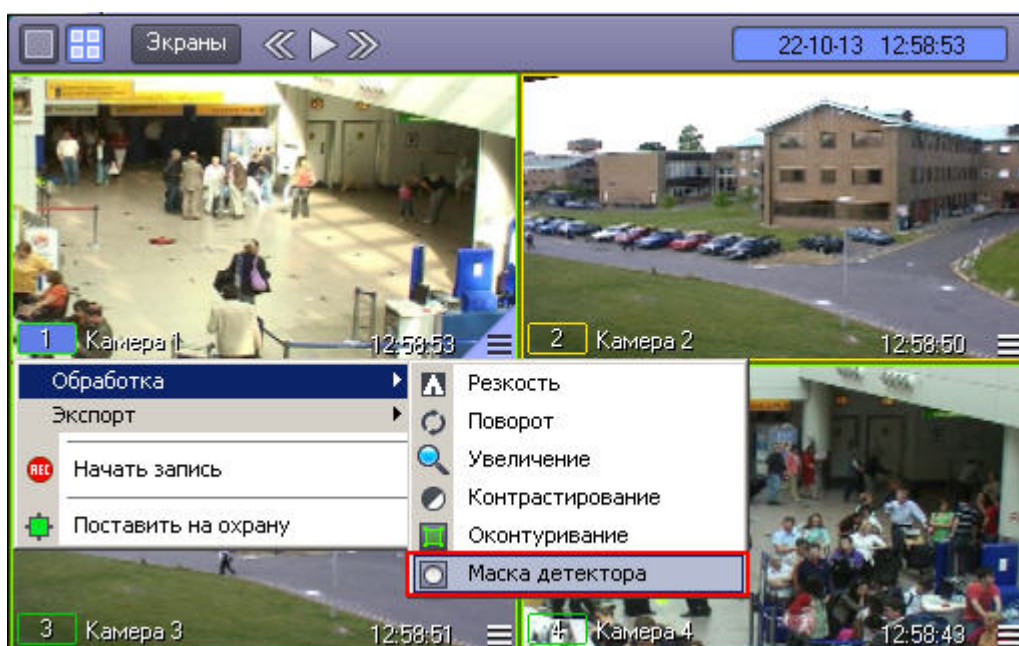 Экраны
22-10-13 12:58:53
1 Камера 1 12:58:53
2 Камера 2 12:58:50
Обработка
Экспорт
REC Начать запись
Поставить на охрану
Резкость
Поворот
Увеличение
Контрастирование
Оконтуривание
Маска детектора
3 Камера 3 12:58:51
4 Камера 4 12:58:43